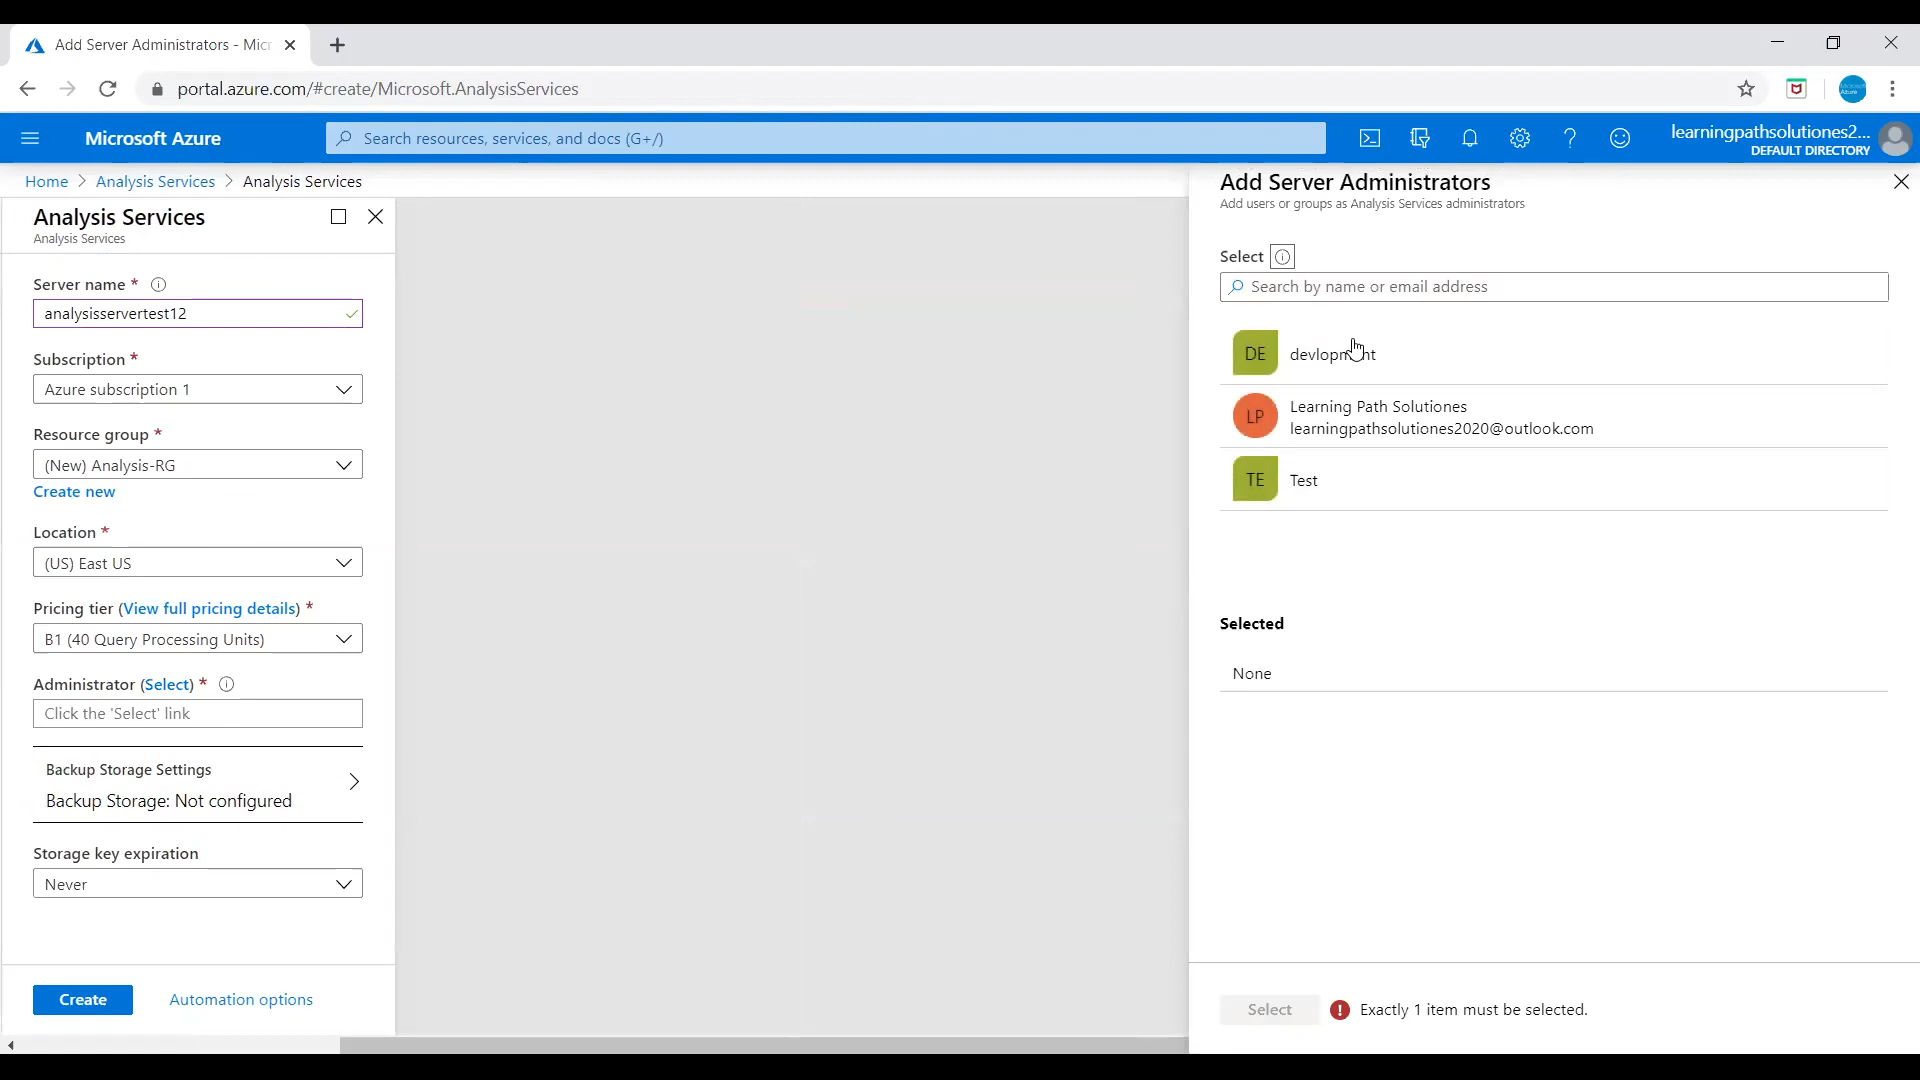 Add Server Administrators - Micr
portal.azure.com/#create/Microsoft.AnalysisServices
Microsoft Azure
Search resources, services, and docs (G+/)
learningpathsolutiones2...
DEFAULT DIRECTORY
Home > Analysis Services > Analysis Services
Analysis Services
Analysis Services
Server name *
analysisservertest12
Subscription *
Azure subscription 1
Resource group *
(New) Analysis-RG
Create new
Location *
(US) East US
Pricing tier (View full pricing details) *
B1 (40 Query Processing Units)
Administrator (Select) *
Click the 'Select' link
Backup Storage Settings
Backup Storage: Not configured
Storage key expiration
Never
Create
Automation options
Add Server Administrators
Add users or groups as Analysis Services administrators
Select
Search by name or email address
DE
LP
Learning Path Solutiones
learningpathsolutiones2020@outlook.com
TE
Test
Selected
None
Select
Exactly 1 item must be selected.